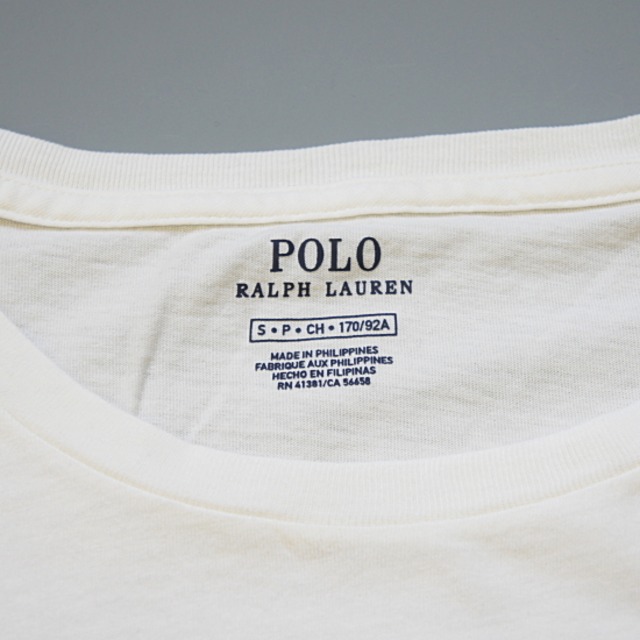 POLO
RALPH LAUREN
S • P • CH • 170/92A
MADE IN PHILIPPINES
FABRIQUE AUX PHILIPPINES
HECHO EN FILIPINAS
RN 41381/CA 56658